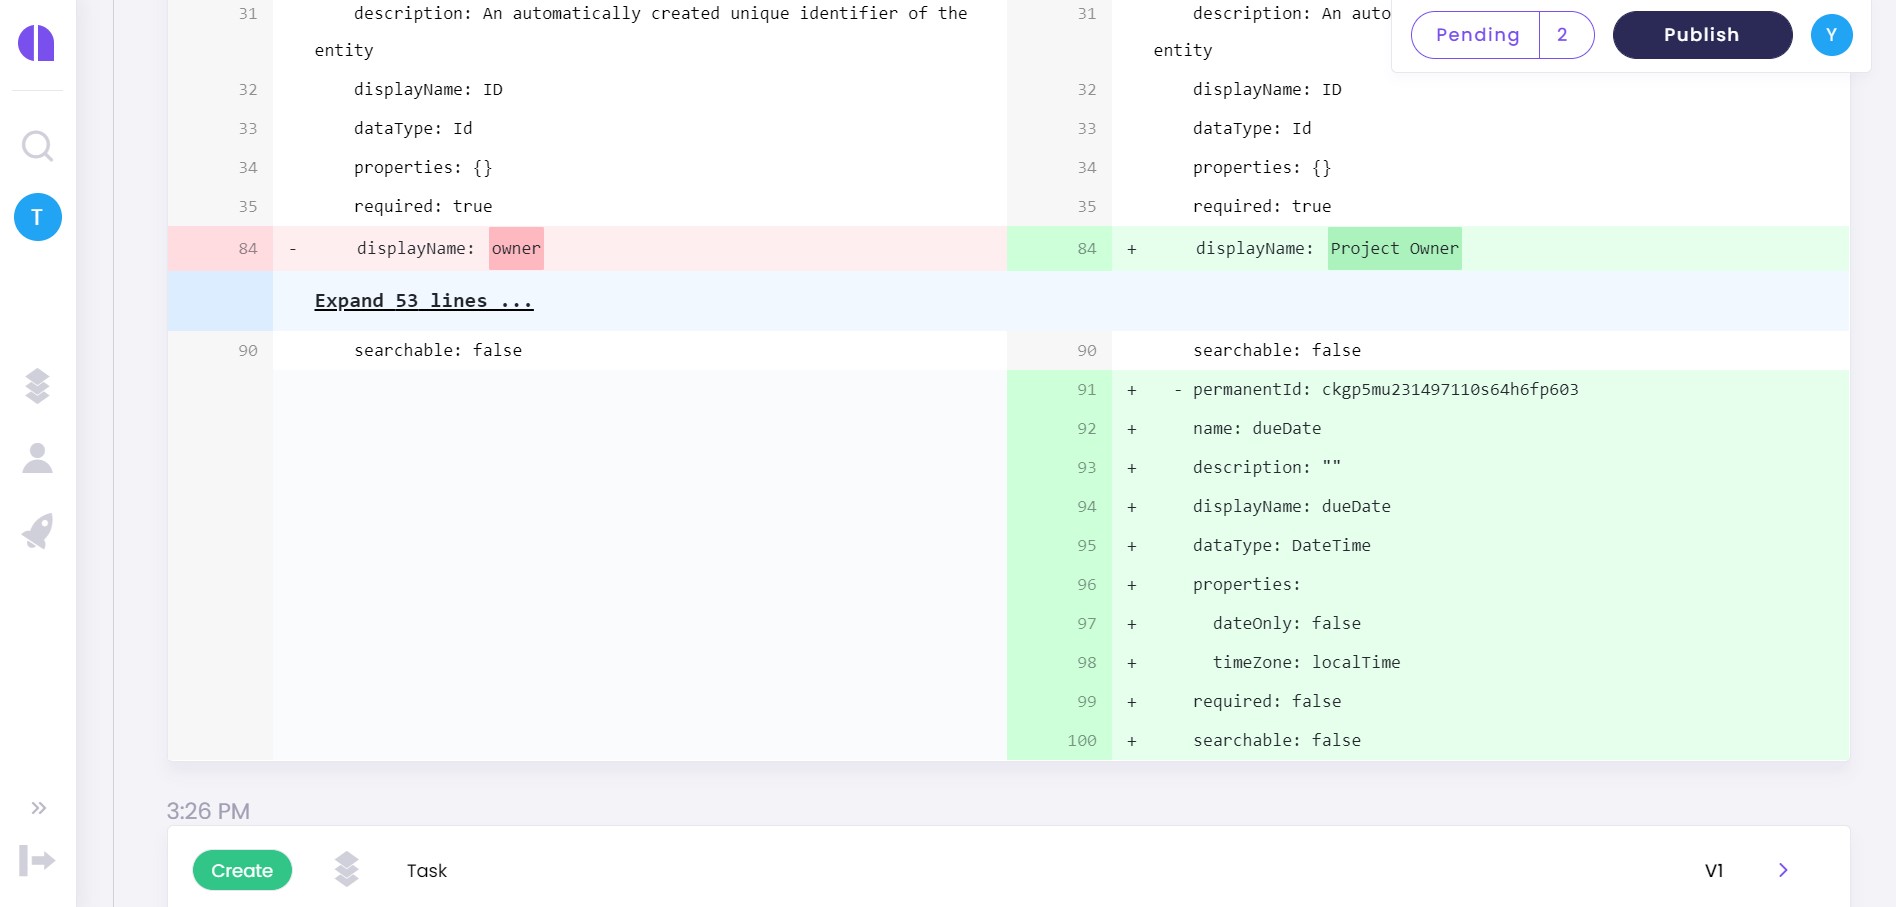 31 description: An automatically created unique identifier of the
entity
32 displayName: ID
33 dataType: Id
34 properties: {}
35 required: true
84 - displayName: owner
Expand 53 lines ...
90 searchable: false
31 description: An auto
entity
32 displayName: ID
33 dataType: Id
34 properties: {}
35 required: true
84 + displayName: Project Owner
90 searchable: false
91 + - permanentId: ckgp5mu231497110s64h6fp603
92 + name: dueDate
93 + description: ""
94 + displayName: dueDate
95 + dataType: DateTime
96 + properties:
97 + dateOnly: false
98 + timeZone: localTime
99 + required: false
100 + searchable: false
Pending 2
Publish
Y
T
3:26 PM
Create Task V1